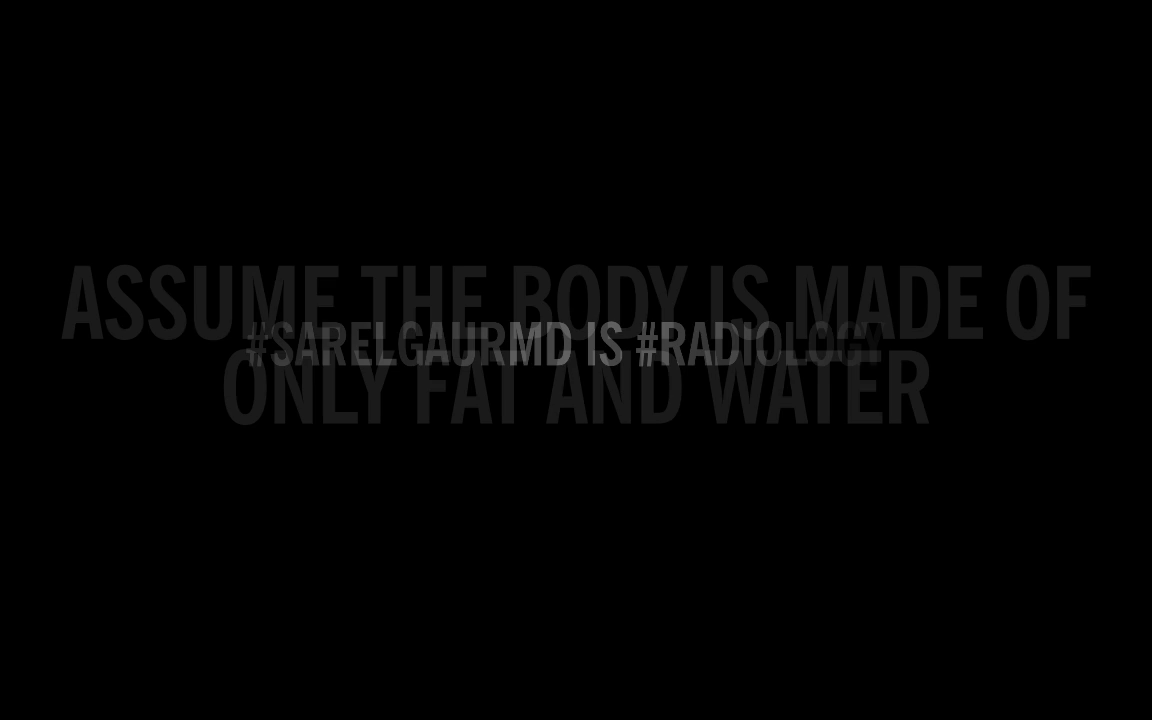 ASSUME THE BODY IS MADE OF
#SARELGAURMD IS #RADIOLOGY
ONLY FAT AND WATER